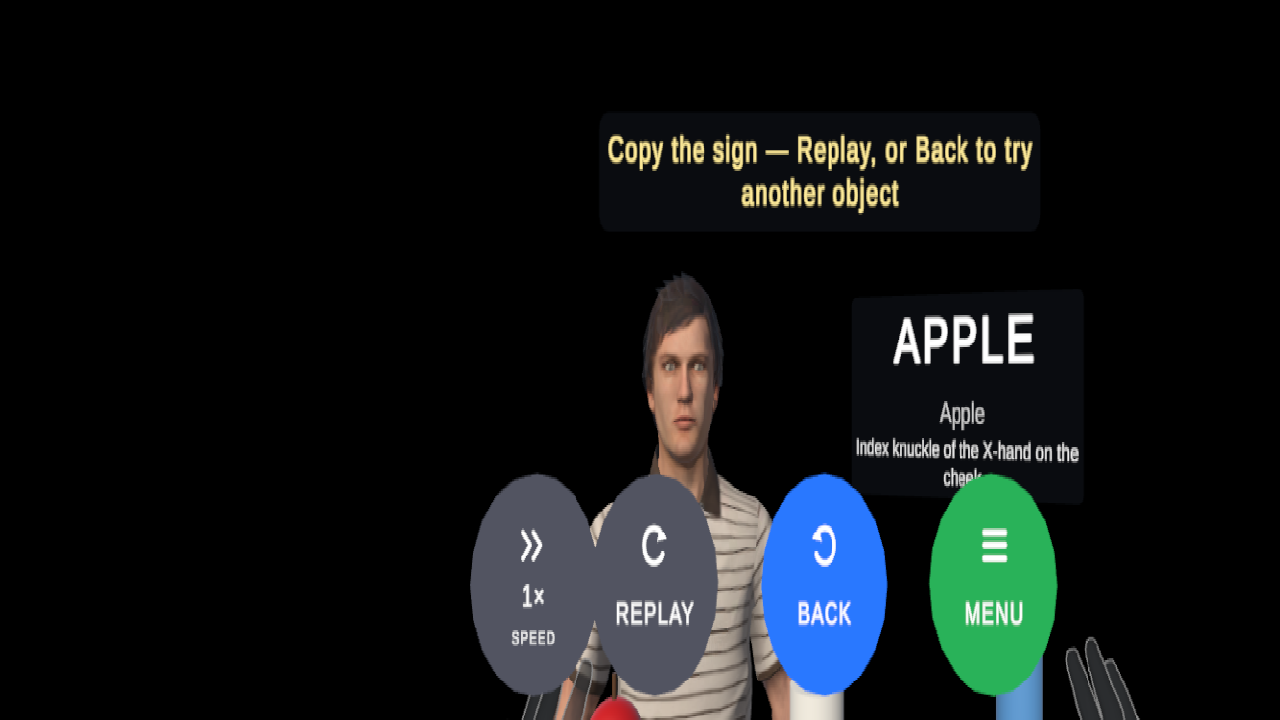 Copy the sign — Replay, or Back to try
another object
APPLE
Apple
Index knuckle of the X-hand on the
cheek
1×
SPEED
REPLAY
BACK
MENU